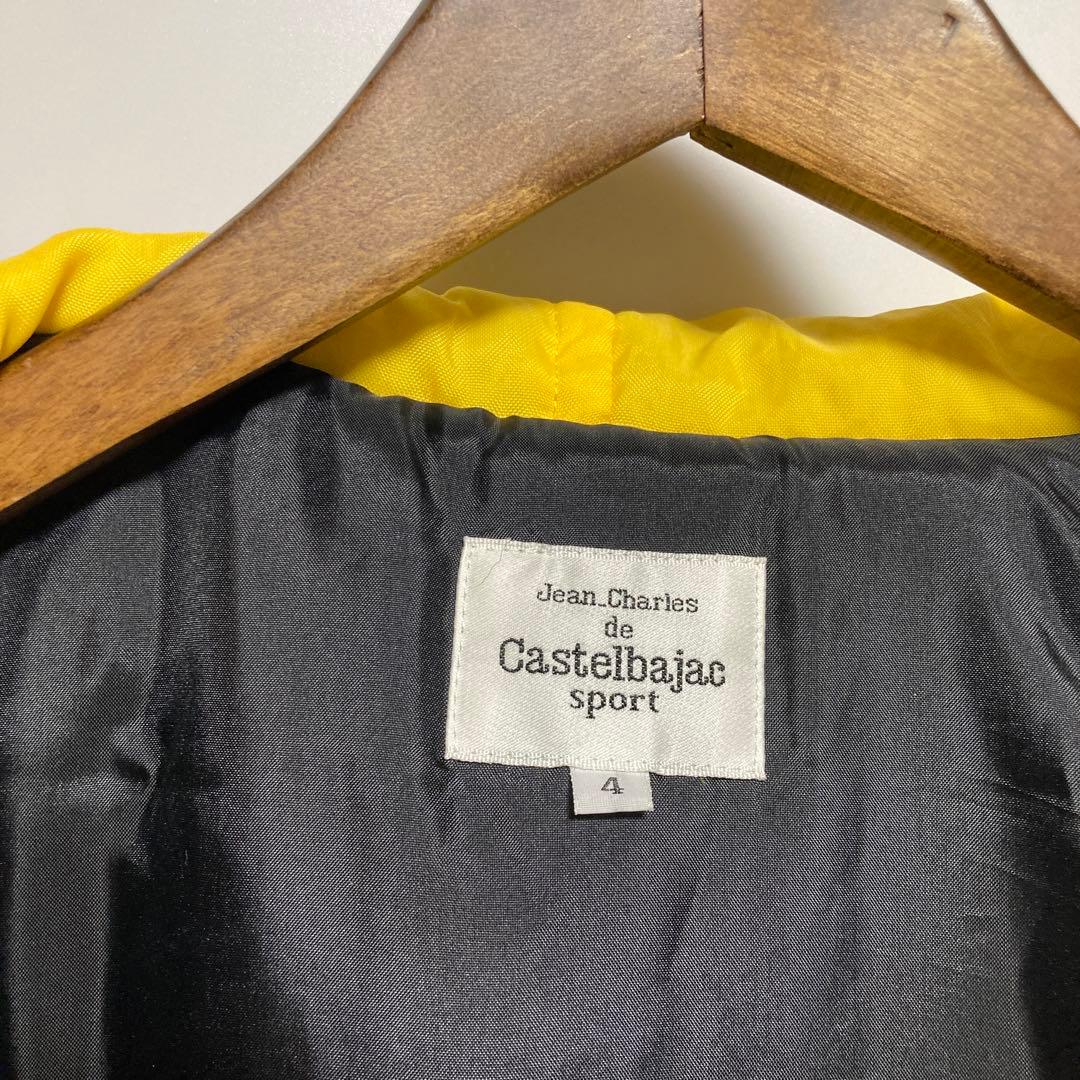 Jean_Charles
de
Castelbajac
sport
4